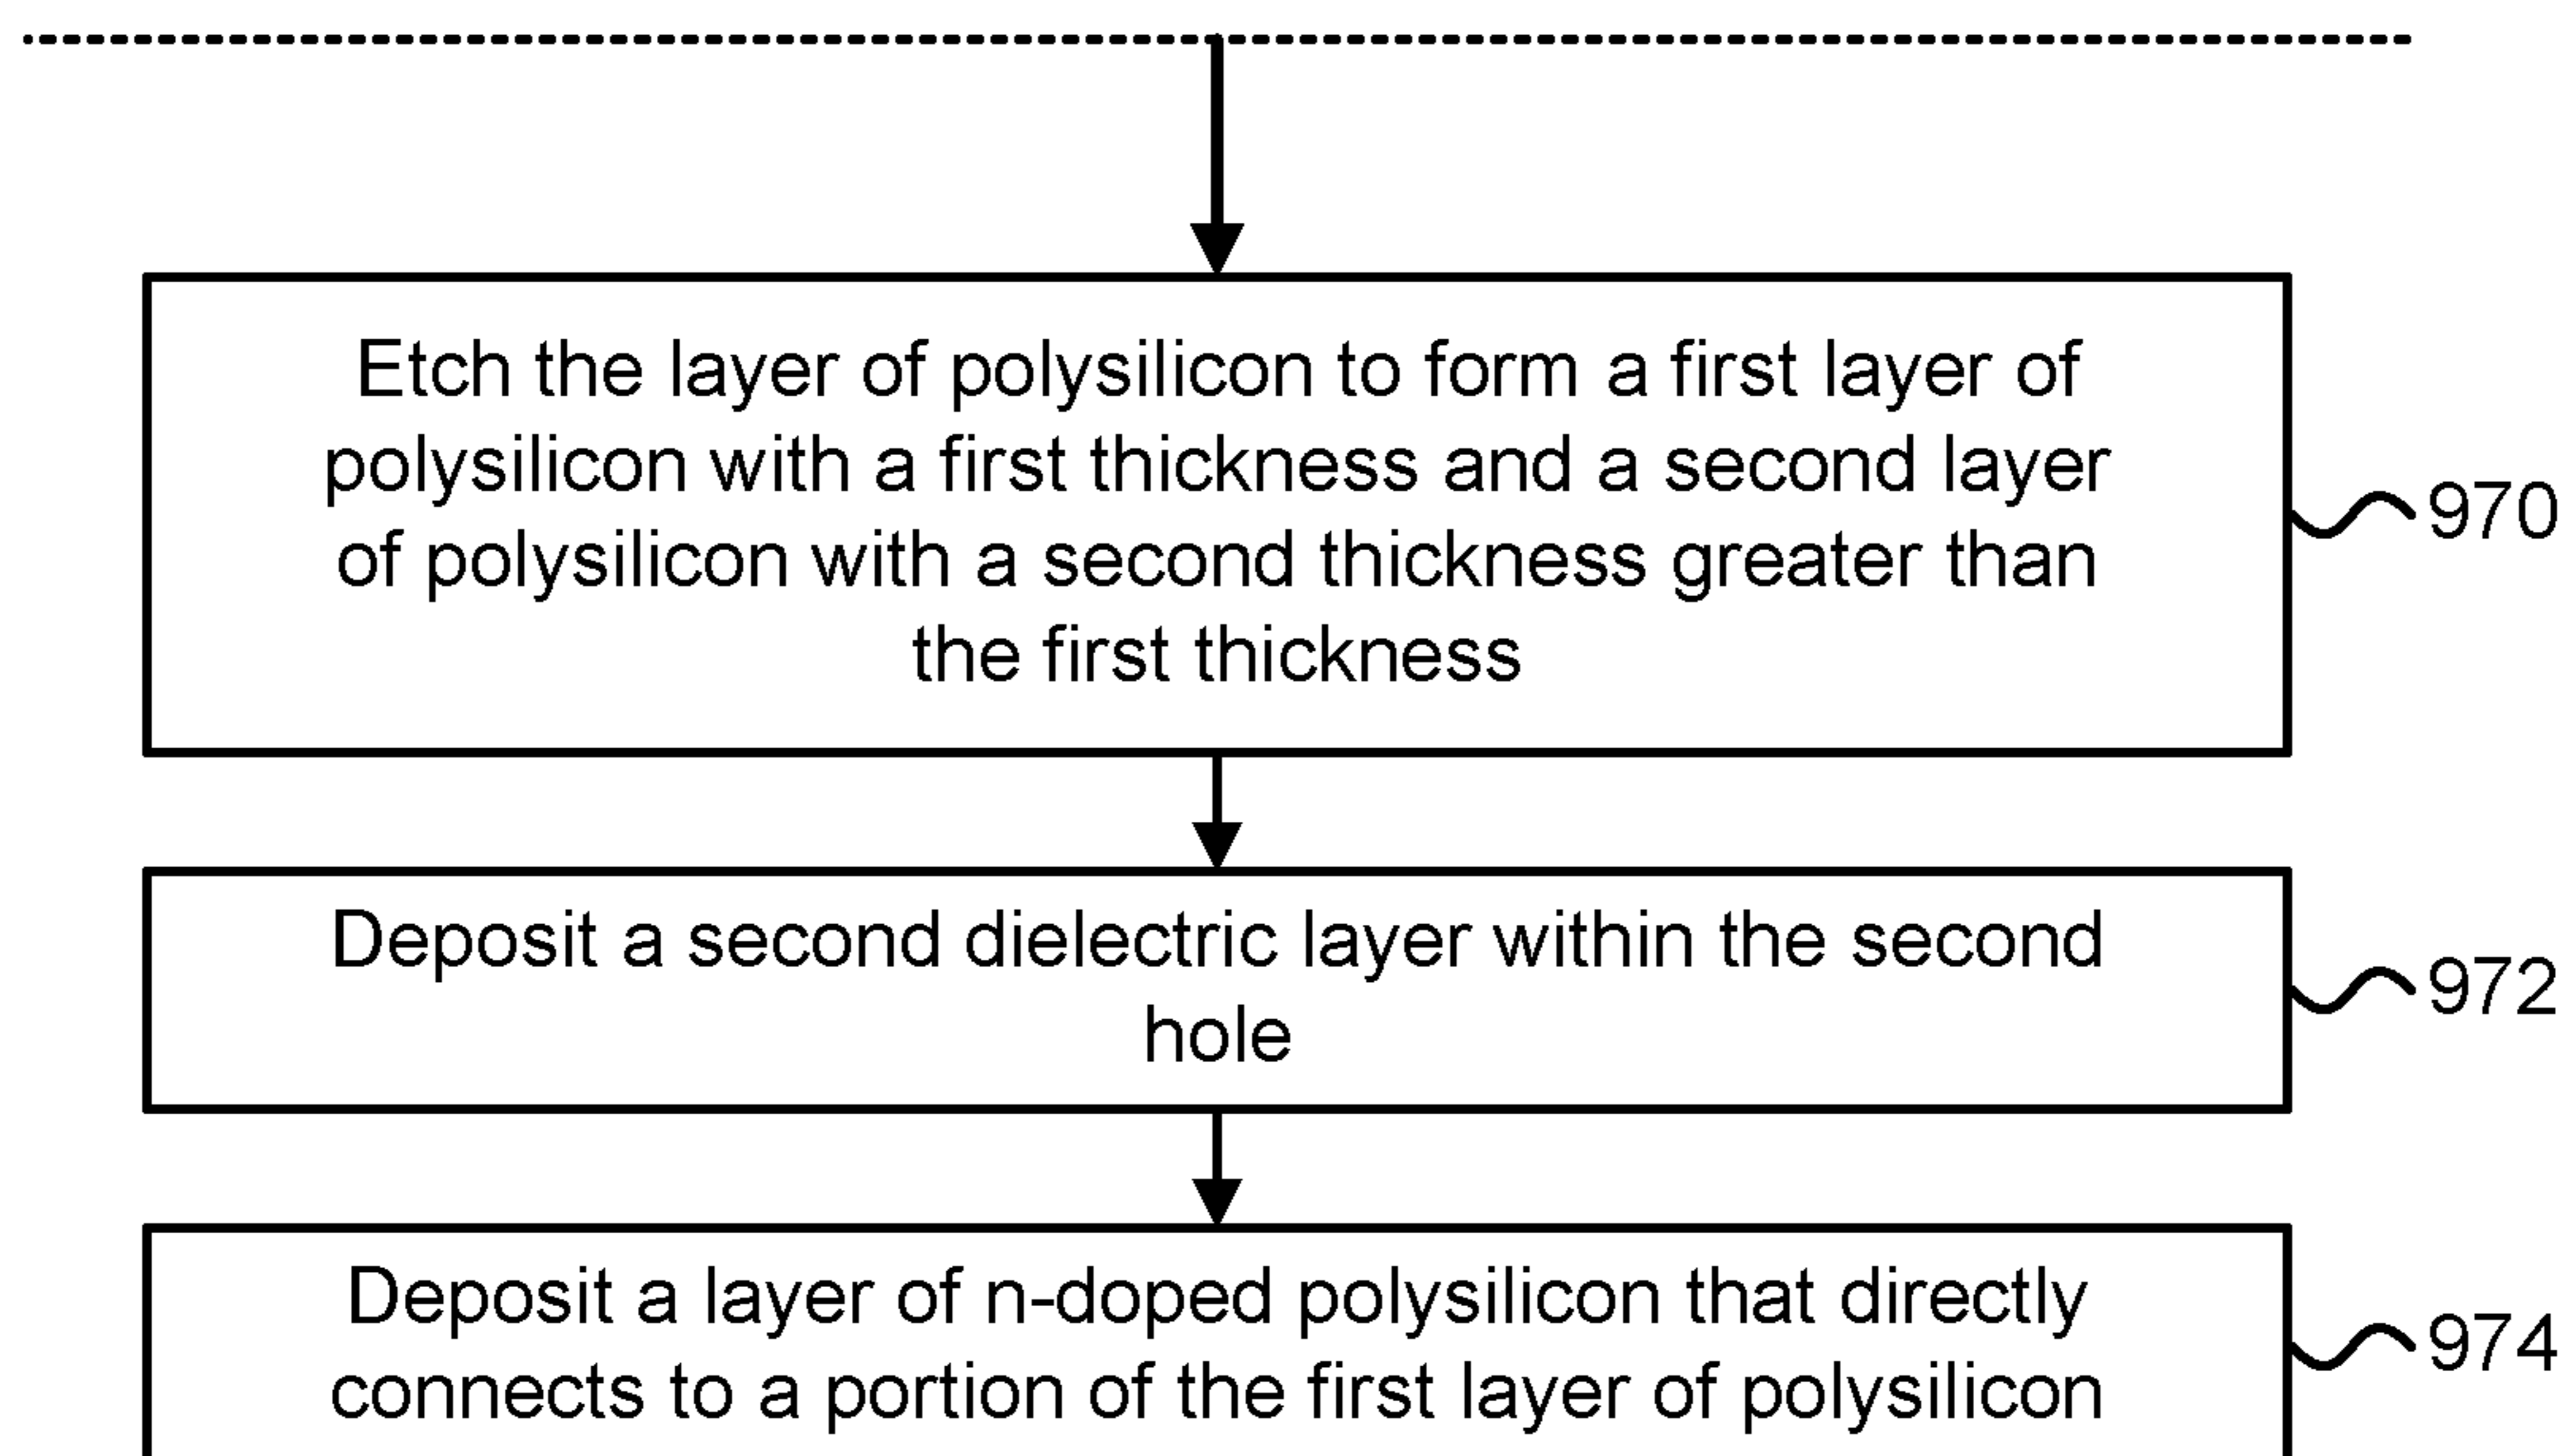 Etch the layer of polysilicon to form a first layer of
polysilicon with a first thickness and a second layer
of polysilicon with a second thickness greater than
the first thickness
970
Deposit a second dielectric layer within the second
hole
972
Deposit a layer of n-doped polysilicon that directly
connects to a portion of the first layer of polysilicon
974